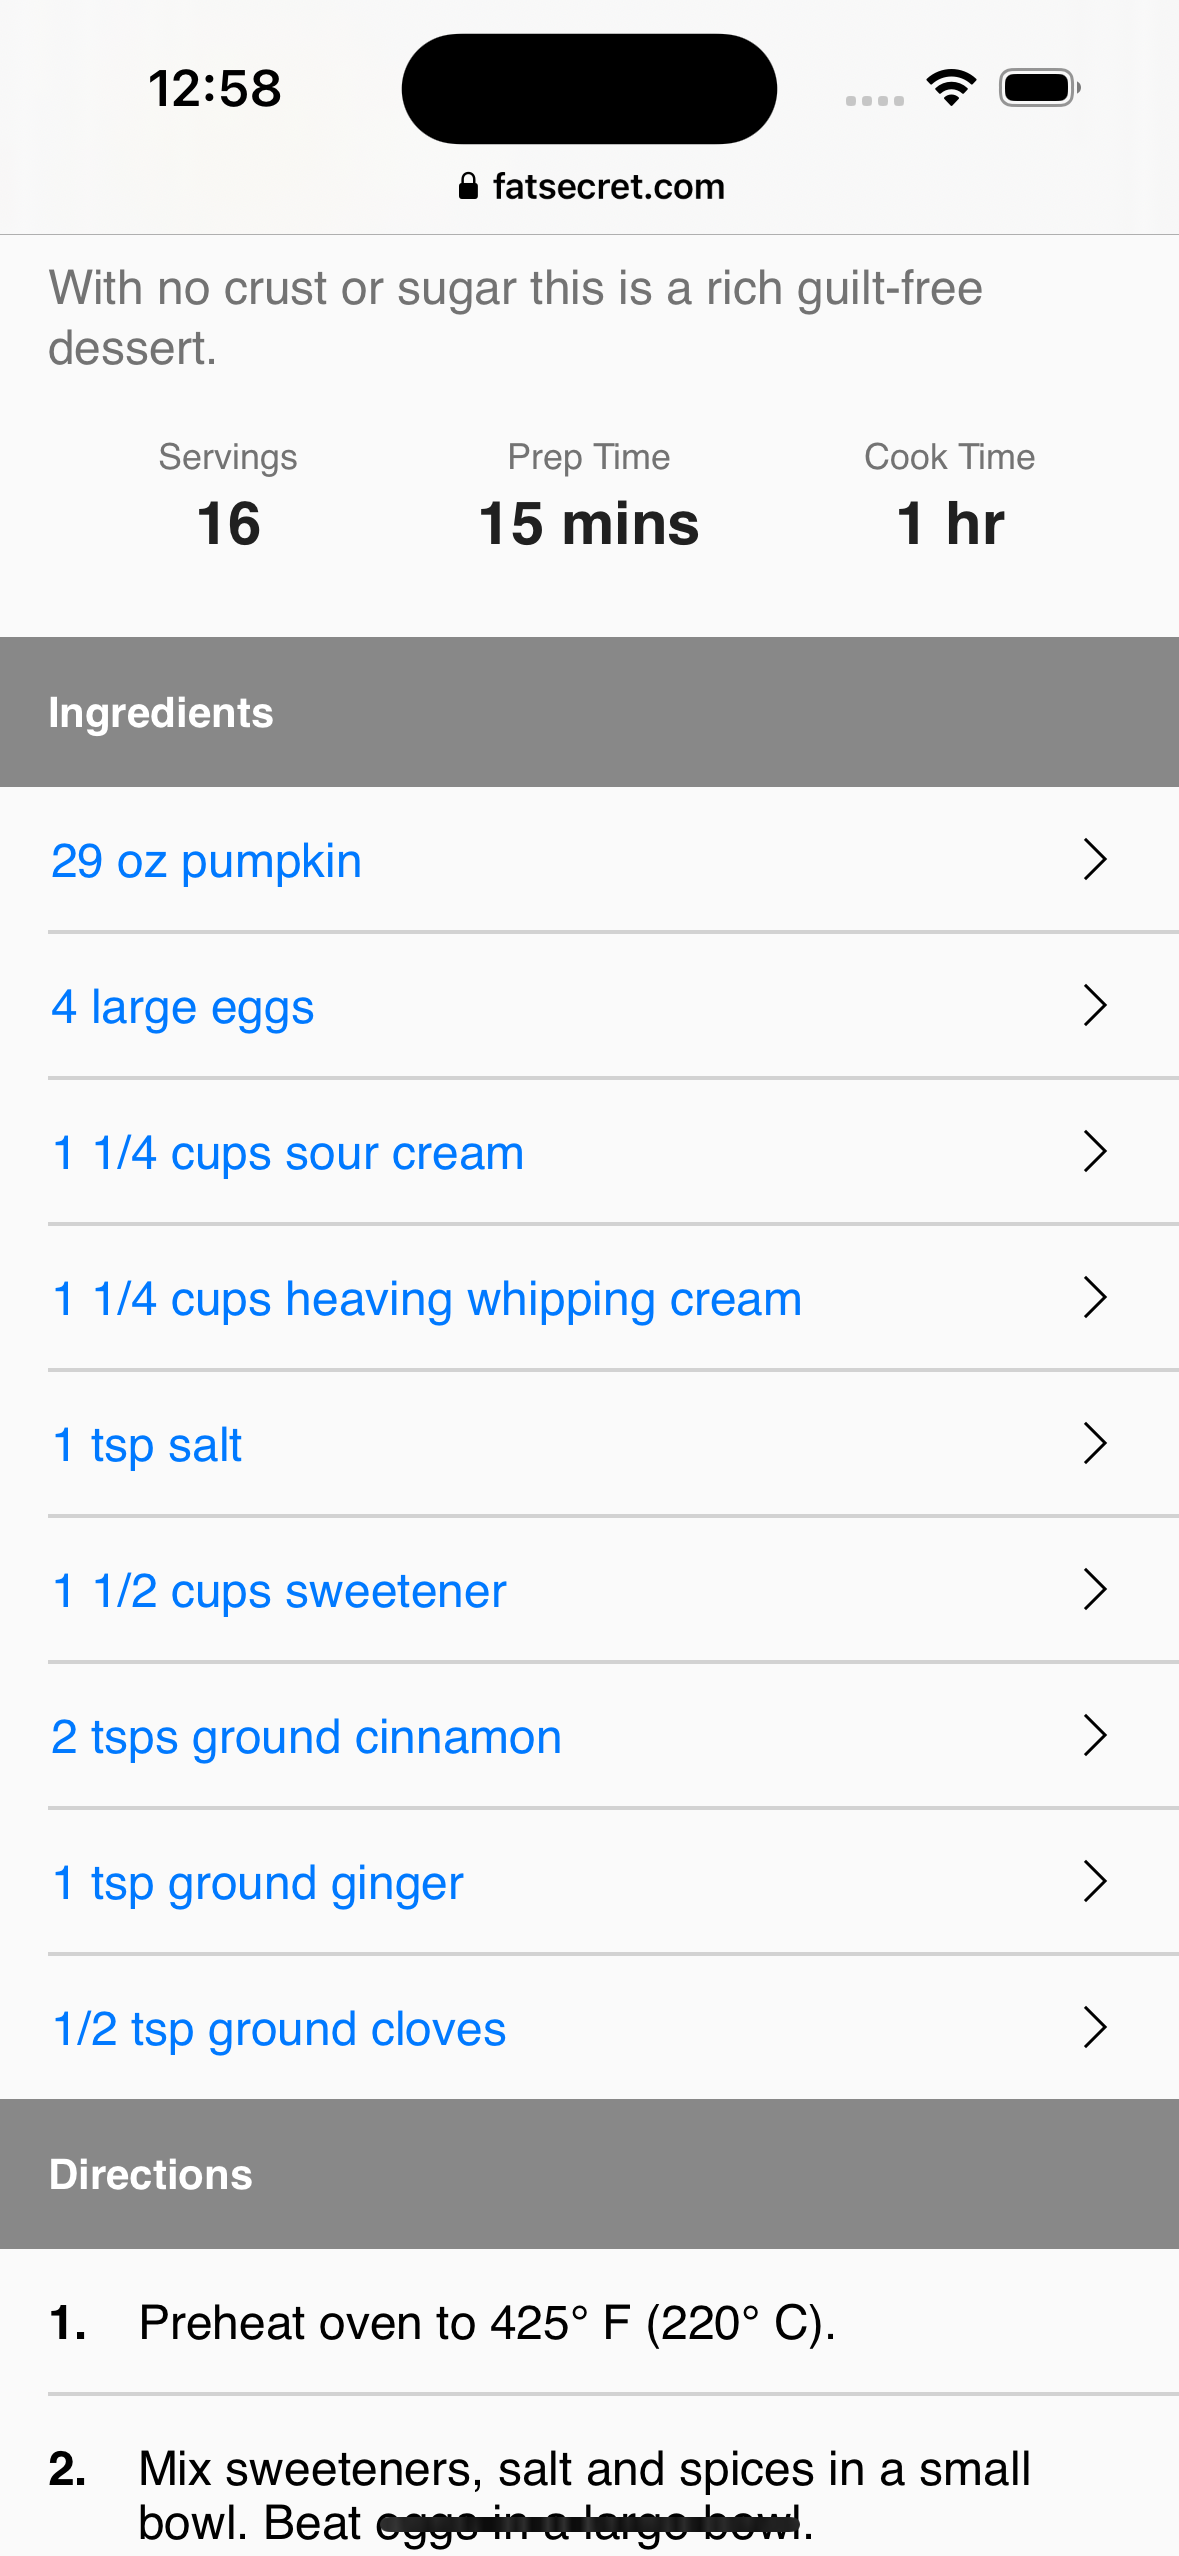 12:58
fatsecret.com
With no crust or sugar this is a rich guilt-free
dessert.
Servings
16
Prep Time
15 mins
Cook Time
1 hr
Ingredients
29 oz pumpkin
4 large eggs
1 1/4 cups sour cream
1 1/4 cups heaving whipping cream
1 tsp salt
1 1/2 cups sweetener
2 tsps ground cinnamon
1 tsp ground ginger
1/2 tsp ground cloves
Directions
1. Preheat oven to 425° F (220° C).
2. Mix sweeteners, salt and spices in a small
bowl. Beat eggs in a large bowl.